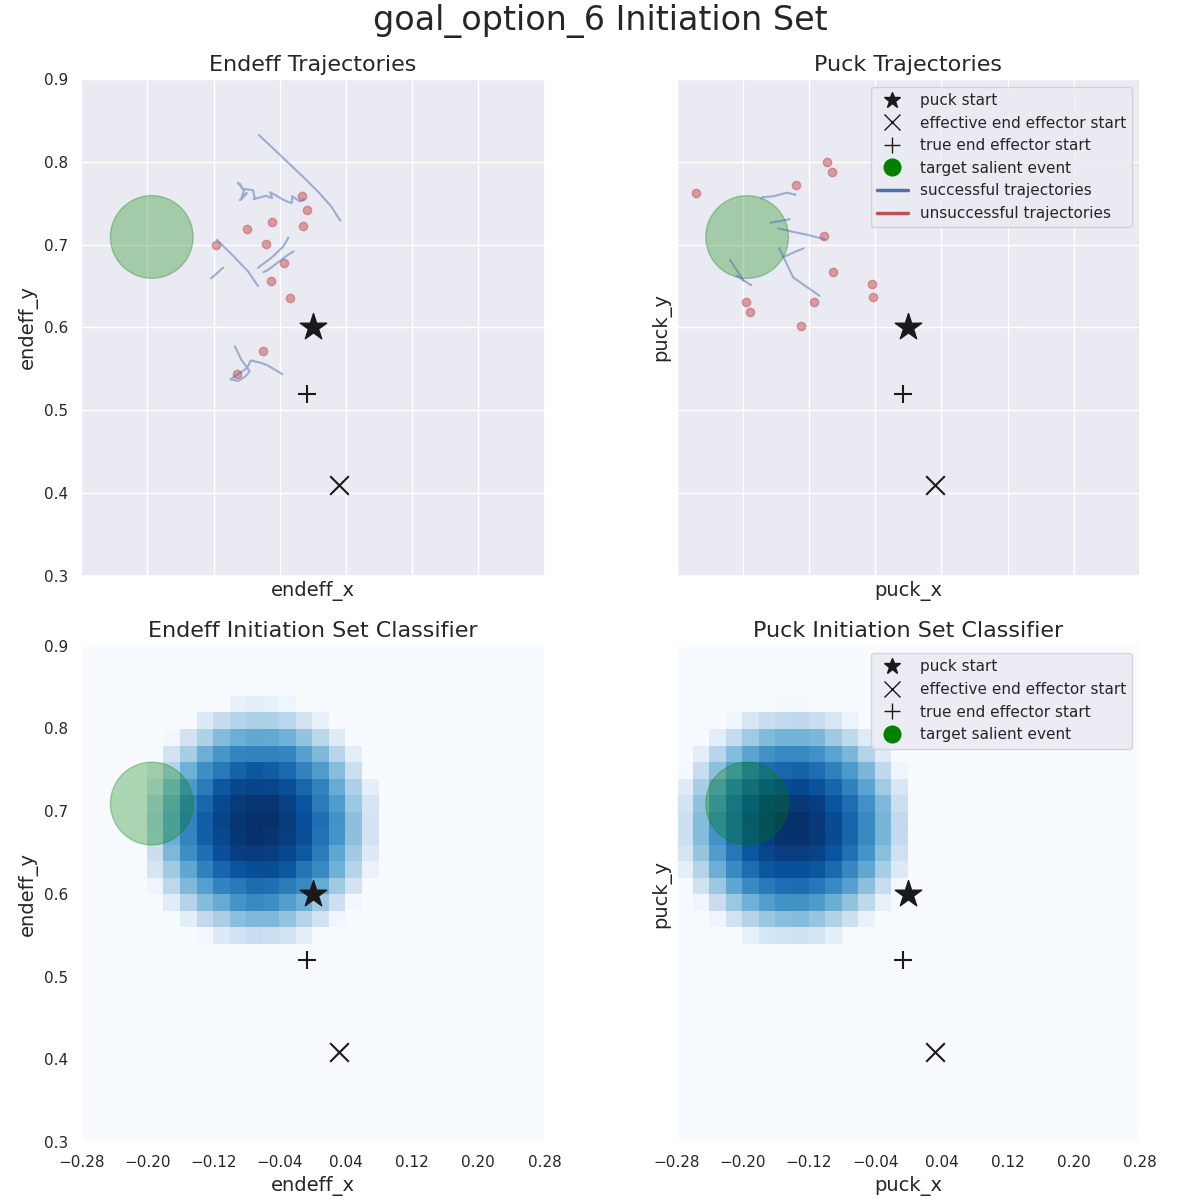 goal_option_6 Initiation Set
Endeff Trajectories
0.9
0.8
0.7
0.6
0.5
0.4
0.3
endeff_y
endeff_x
Puck Trajectories
puck start
effective end effector start
true end effector start
target salient event
successful trajectories
unsuccessful trajectories
puck_y
puck_x
Endeff Initiation Set Classifier
0.9
0.8
0.7
0.6
0.5
0.4
0.3
endeff_y
−0.28 −0.20 −0.12 −0.04 0.04 0.12 0.20 0.28
endeff_x
Puck Initiation Set Classifier
puck start
effective end effector start
true end effector start
target salient event
puck_y
−0.28 −0.20 −0.12 −0.04 0.04 0.12 0.20 0.28
puck_x